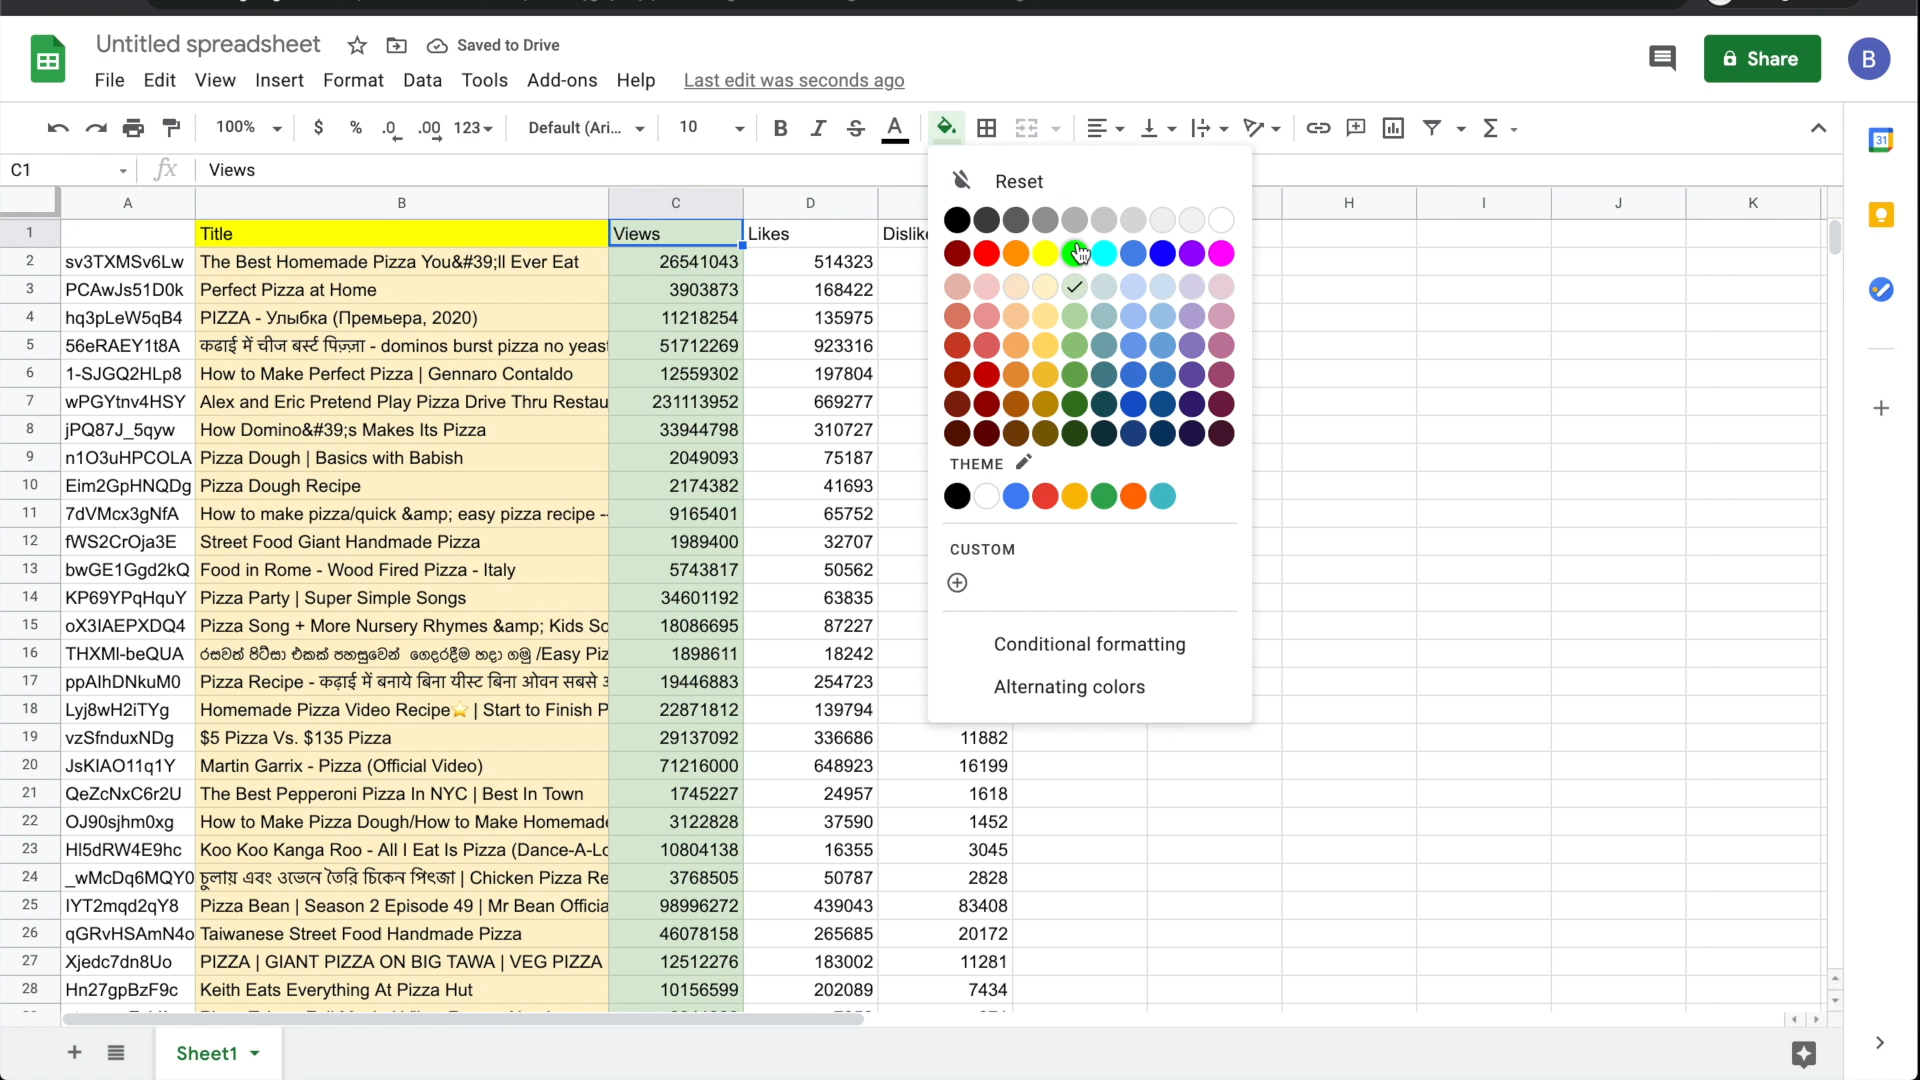 Untitled spreadsheet Saved to Drive
File Edit View Insert Format Data Tools Add-ons Help Last edit was seconds ago
Share B
100% $ % .0 .00 123 Default (Ari... 10 B I S A
31
C1 fx Views
A B C D H I J K
1 Title Views Likes Dislike
2 sv3TXMSv6Lw The Best Homemade Pizza You&#39;ll Ever Eat 26541043 514323
3 PCAwJs51D0k Perfect Pizza at Home 3903873 168422
4 hq3pLeW5qB4 PIZZA - Улыбка (Премьера, 2020) 11218254 135975
5 56eRAEY1t8A कढाई में चीज बर्स्ट पिज़्ज़ा - dominos burst pizza no yeast 51712269 923316
6 1-SJGQ2HLp8 How to Make Perfect Pizza | Gennaro Contaldo 12559302 197804
7 wPGYtnv4HSY Alex and Eric Pretend Play Pizza Drive Thru Restau 231113952 669277
8 jPQ87J_5qyw How Domino&#39;s Makes Its Pizza 33944798 310727
9 n1O3uHPCOLA Pizza Dough | Basics with Babish 2049093 75187
10 Eim2GpHNQDg Pizza Dough Recipe 2174382 41693
11 7dVMcx3gNfA How to make pizza/quick &amp; easy pizza recipe -- 9165401 65752
12 fWS2CrOja3E Street Food Giant Handmade Pizza 1989400 32707
13 bwGE1Ggd2kQ Food in Rome - Wood Fired Pizza - Italy 5743817 50562
14 KP69YPqHquY Pizza Party | Super Simple Songs 34601192 63835
15 oX3IAEPXDQ4 Pizza Song + More Nursery Rhymes &amp; Kids So 18086695 87227
16 THXMl-beQUA රසවත් පිට්සා එකක් පහසුවෙන් ගෙදරදීම හදා ගමු /Easy Piz 1898611 18242
17 ppAlhDNkuM0 Pizza Recipe - कढ़ाई में बनाये बिना यीस्ट बिना ओवन सबसे 19446883 254723
18 Lyj8wH2iTYg Homemade Pizza Video Recipe⭐ | Start to Finish P 22871812 139794
19 vzSfnduxNDg $5 Pizza Vs. $135 Pizza 29137092 336686 11882
20 JsKIAO11q1Y Martin Garrix - Pizza (Official Video) 71216000 648923 16199
21 QeZcNxC6r2U The Best Pepperoni Pizza In NYC | Best In Town 1745227 24957 1618
22 OJ90sjhm0xg How to Make Pizza Dough/How to Make Homemade 3122828 37590 1452
23 HI5dRW4E9hc Koo Koo Kanga Roo - All I Eat Is Pizza (Dance-A-Lo 10804138 16355 3045
24 _wMcDq6MQY0 চুলায় এবং ওভেনে তৈরি চিকেন পিৎজা | Chicken Pizza Re 3768505 50787 2828
25 IYT2mqd2qY8 Pizza Bean | Season 2 Episode 49 | Mr Bean Officia 98996272 439043 83408
26 qGRvHSAmN4o Taiwanese Street Food Handmade Pizza 46078158 265685 20172
27 Xjedc7dn8Uo PIZZA | GIANT PIZZA ON BIG TAWA | VEG PIZZA 12512276 183002 11281
28 Hn27gpBzF9c Keith Eats Everything At Pizza Hut 10156599 202089 7434
Reset
THEME
CUSTOM
Conditional formatting
Alternating colors
Sheet1